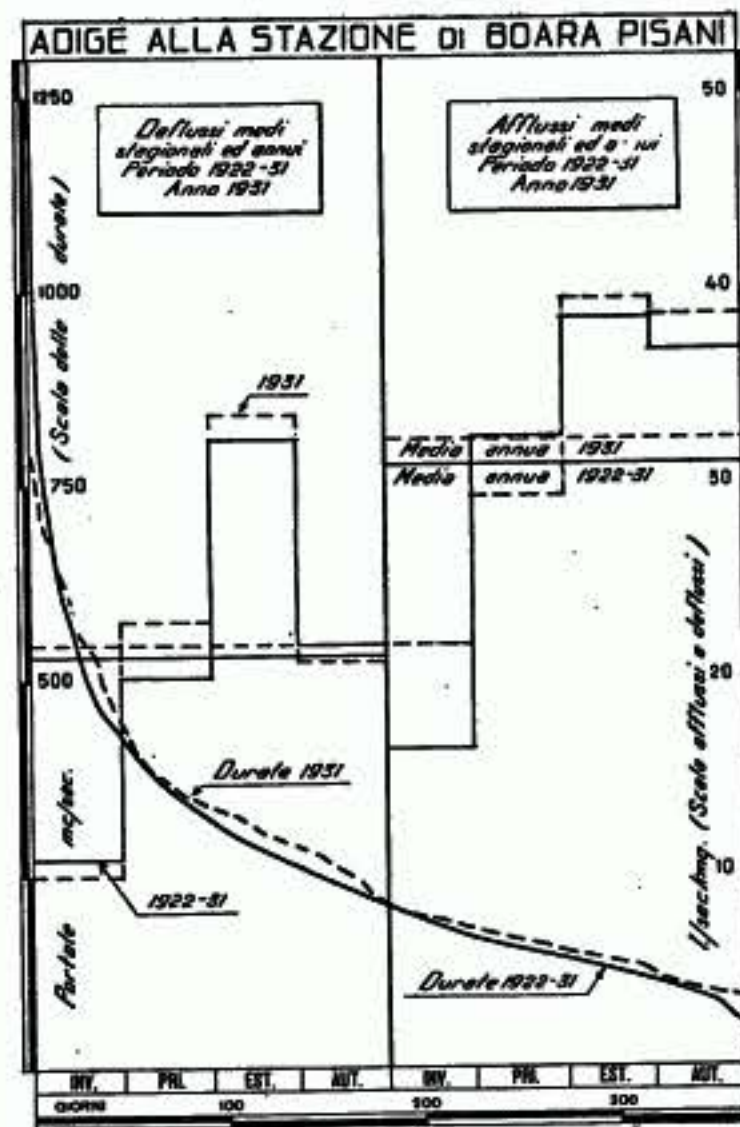 ADIGE ALLA STAZIONE DI BOARA PISANI
Deflussi medi
stagionali ed annui
Periodo 1922-31
Anno 1931
Afflussi medi
stagionali ed a
Periodo 1922-31
Anno 1931
1250
1000
750
500
(Scala delle durate)
Portate mc/sec.
50
40
50
20
10
l/sec.kmq. (Scala afflussi e deflussi)
1931
Media annua 1931
Media annua 1922-31
Durate 1931
1922-31
Durate 1922-31
INV. PRI. EST. AUT. INV. PRI. EST. AUT.
GIORNI 100 200 300